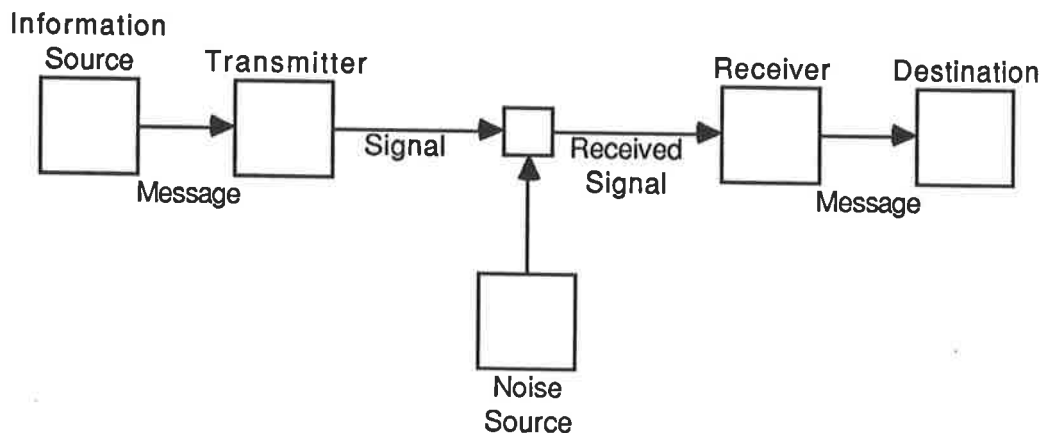 Information
Source
Transmitter
Receiver
Destination
Signal
Received
Signal
Message
Message
Noise
Source